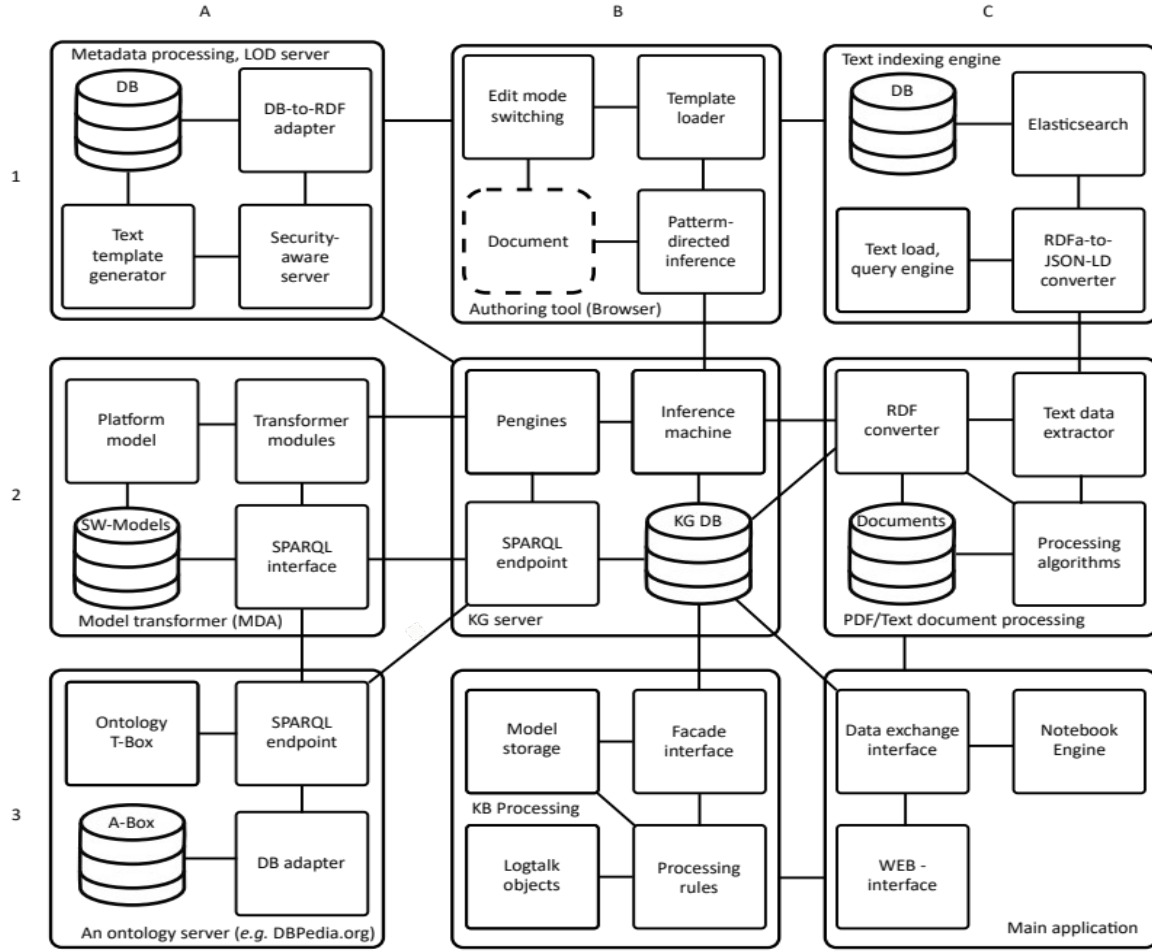 A
B
C
1
Metadata processing, LOD server
DB
DB-to-RDF
adapter
Text
template
generator
Security-
aware
server
Edit mode
switching
Template
loader
Document
Patterm-
directed
inference
Authoring tool (Browser)
Text indexing engine
DB
Elasticsearch
Text load,
query engine
RDFa-to-
JSON-LD
converter
2
Platform
model
Transformer
modules
SW-Models
SPARQL
interface
Model transformer (MDA)
Pengines
Inference
machine
SPARQL
endpoint
KG DB
KG server
RDF
converter
Text data
extractor
Documents
Processing
algorithms
PDF/Text document processing
3
Ontology
T-Box
SPARQL
endpoint
A-Box
DB adapter
An ontology server (e.g. DBPedia.org)
Model
storage
Facade
interface
KB Processing
Logtalk
objects
Processing
rules
Data exchange
interface
Notebook
Engine
WEB -
interface
Main application